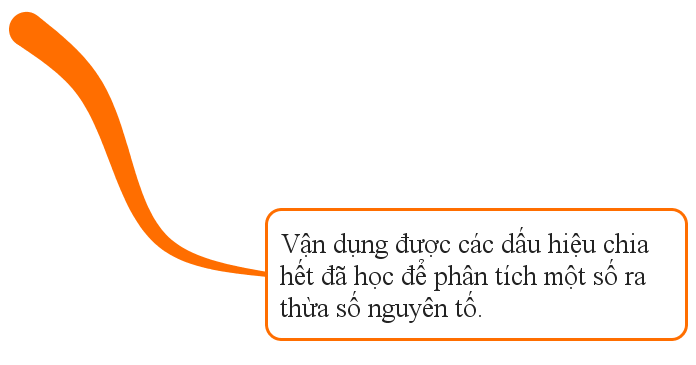 Vận dụng được các dấu hiệu chia
hết đã học để phân tích một số ra
thừa số nguyên tố.